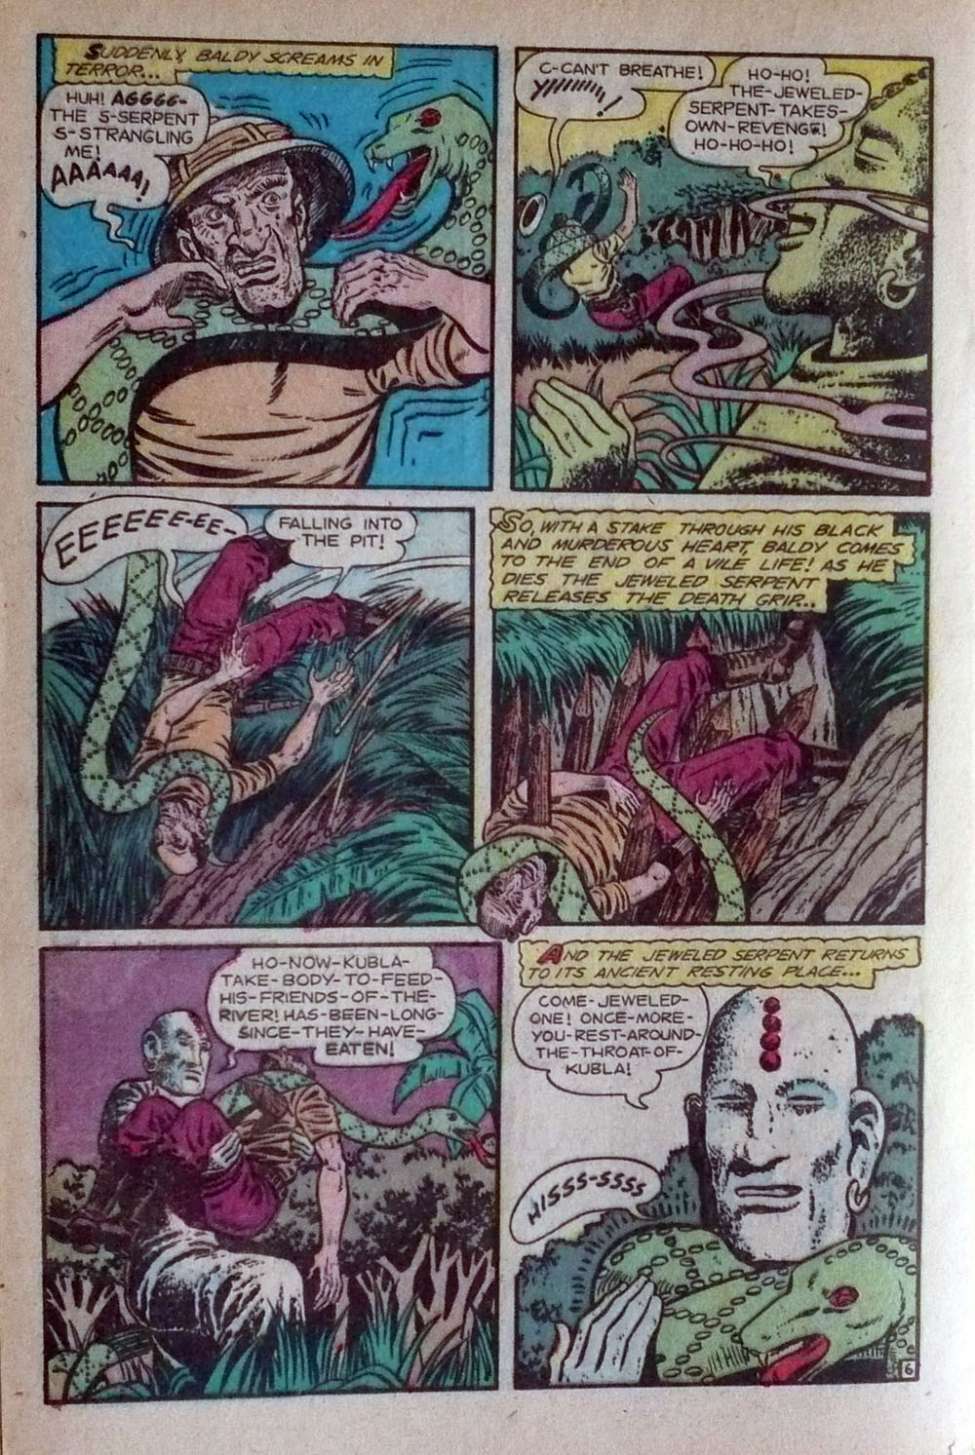 SUDDENLY, BALDY SCREAMS IN
TERROR...
HUH! AGGGG-
THE S-SERPENT
S-STRANGLING
ME!
AAAAAA!
C-CAN'T BREATHE!
YIIIIIII!
HO-HO!
THE-JEWELED-
SERPENT-TAKES-
OWN-REVENGE!
HO-HO-HO!
EEEEEE-EE-
FALLING INTO
THE PIT!
SO, WITH A STAKE THROUGH HIS BLACK
AND MURDEROUS HEART, BALDY COMES
TO THE END OF A VILE LIFE! AS HE
DIES THE JEWELED SERPENT
RELEASES THE DEATH GRIP...
HO-NOW-KUBLA-
TAKE-BODY-TO-FEED-
HIS-FRIENDS-OF-THE-
RIVER! HAS-BEEN-LONG-
SINCE-THEY-HAVE-
EATEN!
AND THE JEWELED SERPENT RETURNS
TO ITS ANCIENT RESTING PLACE...
COME-JEWELED-
ONE! ONCE-MORE-
YOU-REST-AROUND-
THE-THROAT-OF-
KUBLA!
HISSS-SSSS
6